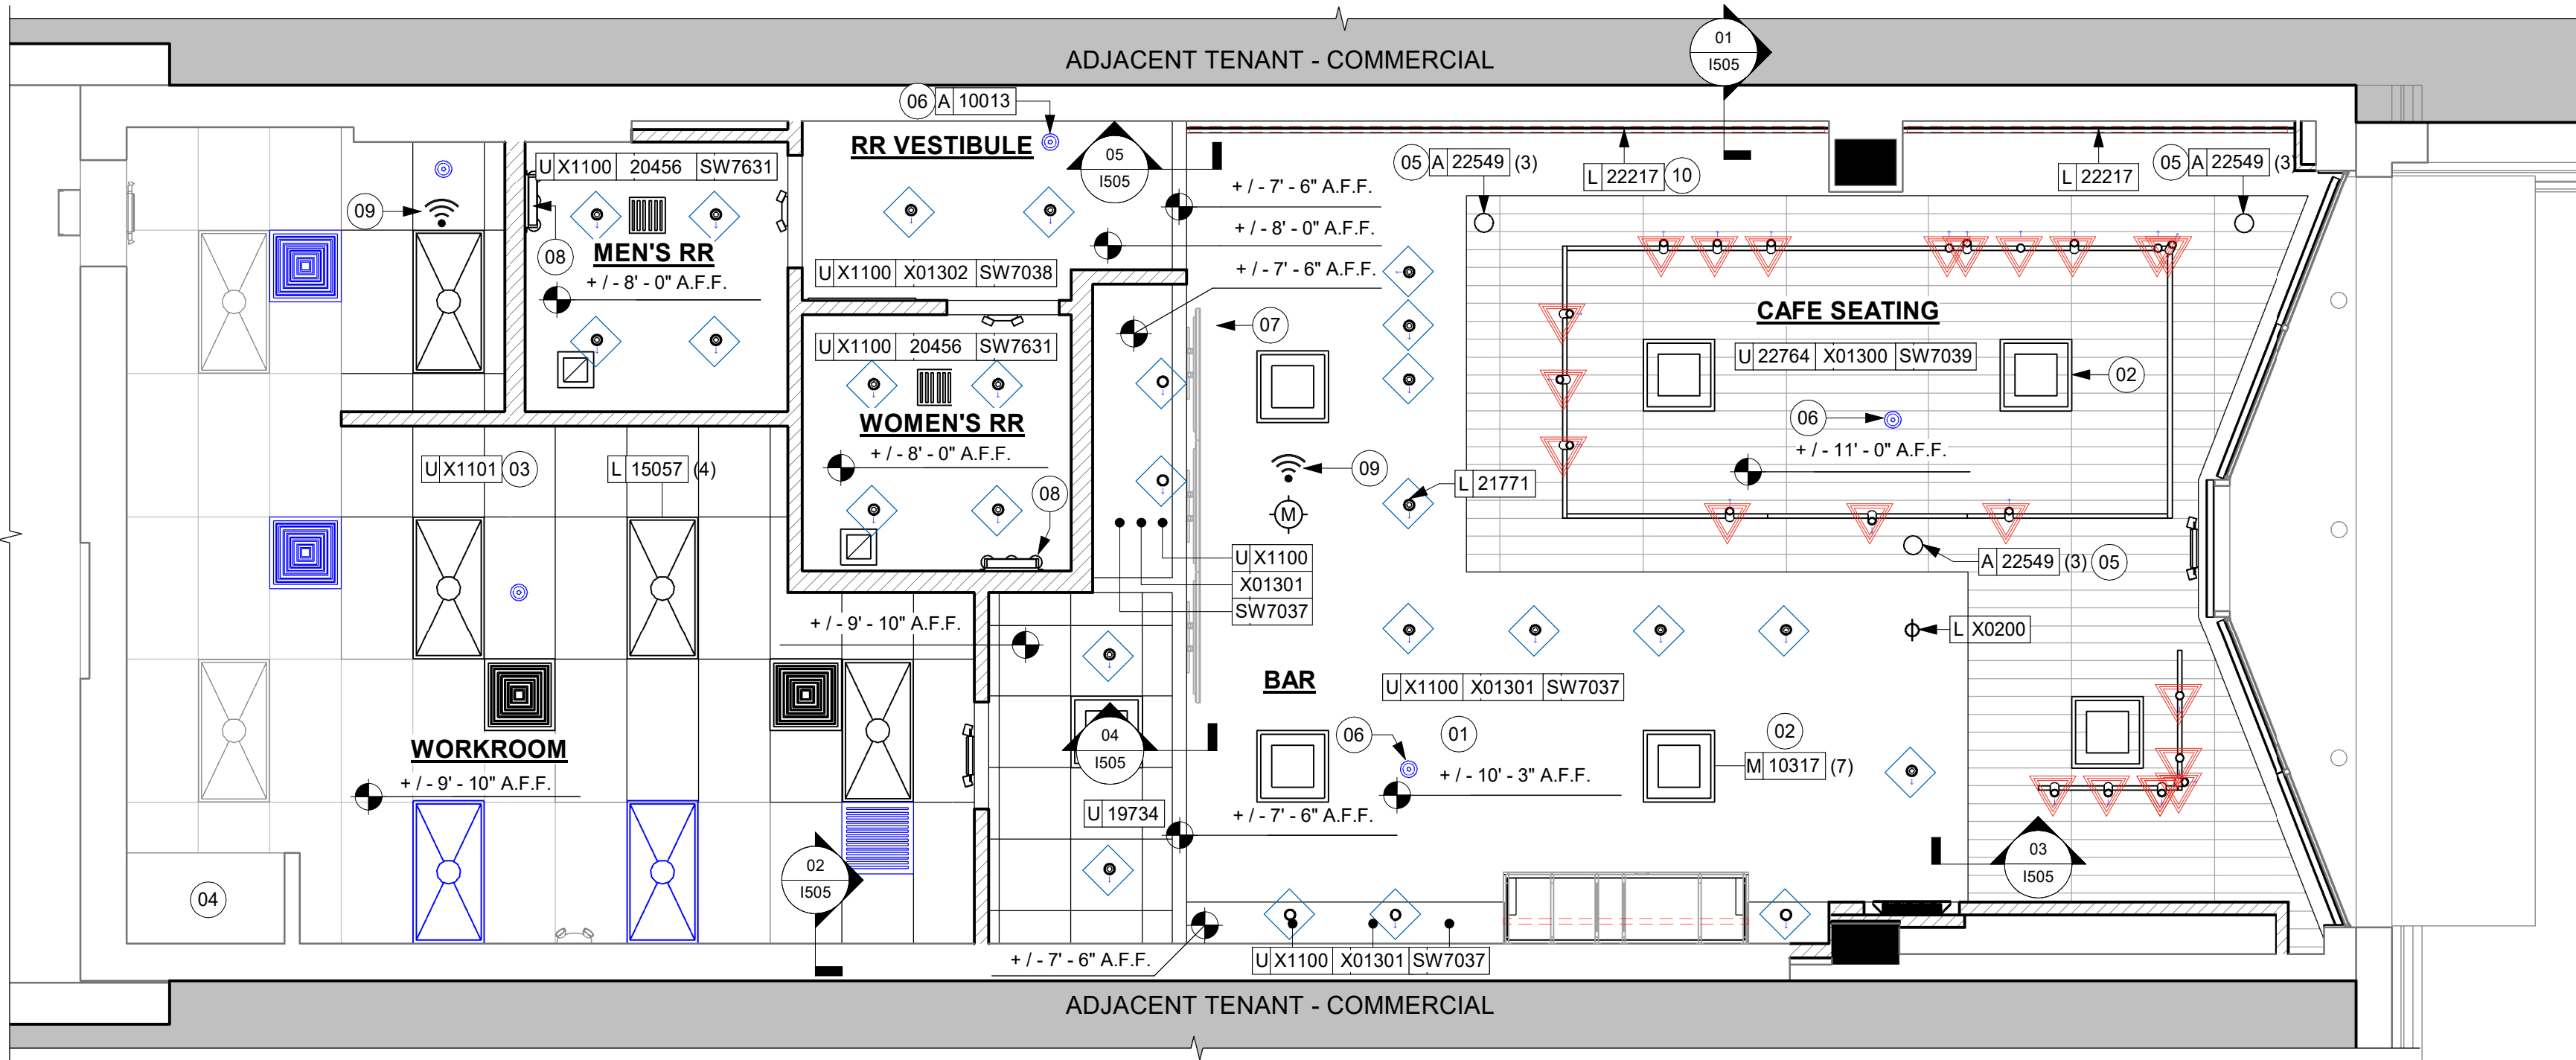 ADJACENT TENANT - COMMERCIAL
01
I505
06 A 10013
RR VESTIBULE
05
I505
U X1100 20456 SW7631
05 A 22549 (3)
L 22217 10
L 22217
05 A 22549 (3)
09
08
MEN'S RR
+ / - 8' - 0" A.F.F.
+ / - 7' - 6" A.F.F.
+ / - 8' - 0" A.F.F.
+ / - 7' - 6" A.F.F.
U X1100 X01302 SW7038
07
CAFE SEATING
U X1100 20456 SW7631
U 22764 X01300 SW7039
02
06
WOMEN'S RR
+ / - 8' - 0" A.F.F.
+ / - 11' - 0" A.F.F.
U X1101 03
L 15057 (4)
09
L 21771
08
M
U X1100
X01301
SW7037
A 22549 (3) 05
+ / - 9' - 10" A.F.F.
L X0200
BAR
U X1100 X01301 SW7037
WORKROOM
+ / - 9' - 10" A.F.F.
04
I505
06
01
02
M 10317 (7)
+ / - 10' - 3" A.F.F.
U 19734
+ / - 7' - 6" A.F.F.
02
I505
03
I505
04
+ / - 7' - 6" A.F.F.
U X1100 X01301 SW7037
ADJACENT TENANT - COMMERCIAL